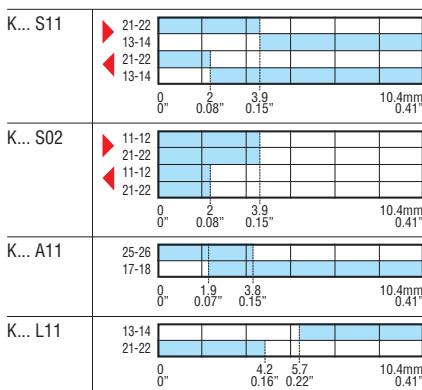 K... S11
21-22
13-14
21-22
13-14
0 2 3.9 10.4mm
0" 0.08" 0.15" 0.41"
K... S02
11-12
21-22
11-12
21-22
0 2 3.9 10.4mm
0" 0.08" 0.15" 0.41"
K... A11
25-26
17-18
0 1.9 3.8 10.4mm
0" 0.07" 0.15" 0.41"
K... L11
13-14
21-22
0 4.2 5.7 10.4mm
0" 0.16" 0.22" 0.41"